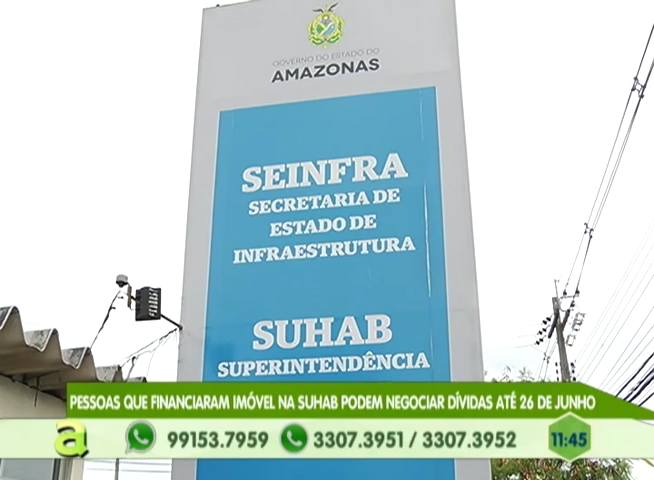 GOVERNO DO ESTADO DO
AMAZONAS
SEINFRA
SECRETARIA DE
ESTADO DE
INFRAESTRUTURA
SUHAB
SUPERINTENDÊNCIA
PESSOAS QUE FINANCIARAM IMÓVEL NA SUHAB PODEM NEGOCIAR DÍVIDAS ATÉ 26 DE JUNHO
a 99153.7959 3307.3951 / 3307.3952 11:45